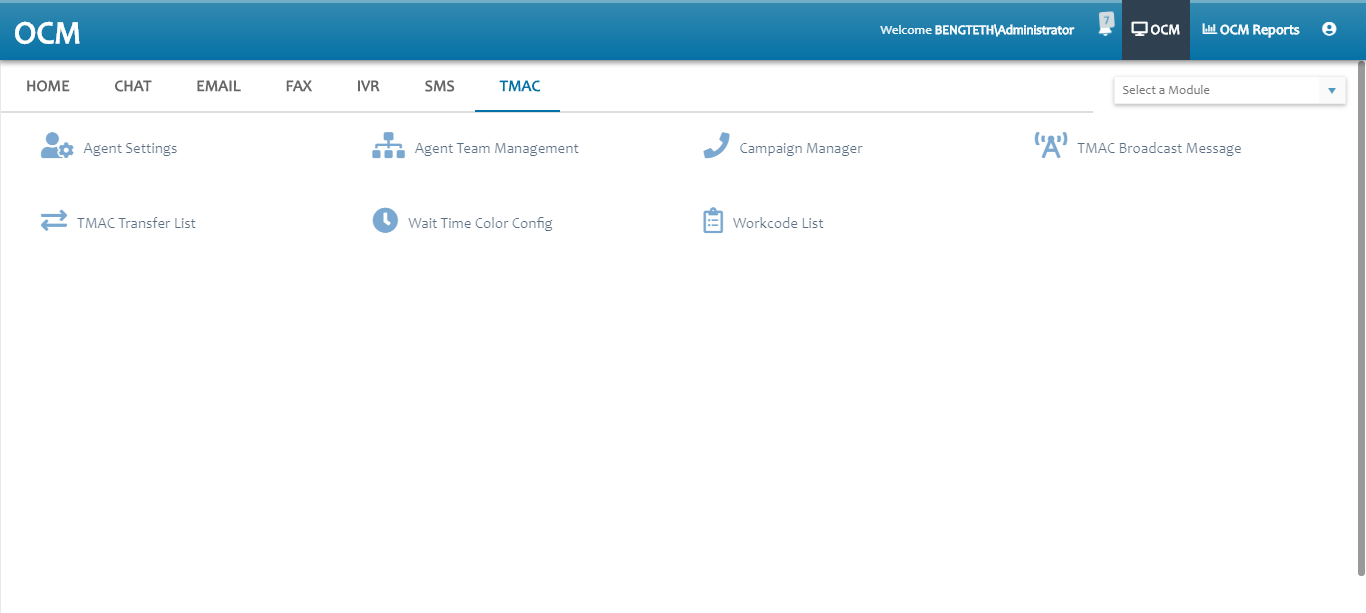 OCM
Welcome BENGTETH\Administrator
7
OCM
OCM Reports
HOME
CHAT
EMAIL
FAX
IVR
SMS
TMAC
Select a Module
Agent Settings
Agent Team Management
Campaign Manager
TMAC Broadcast Message
TMAC Transfer List
Wait Time Color Config
Workcode List